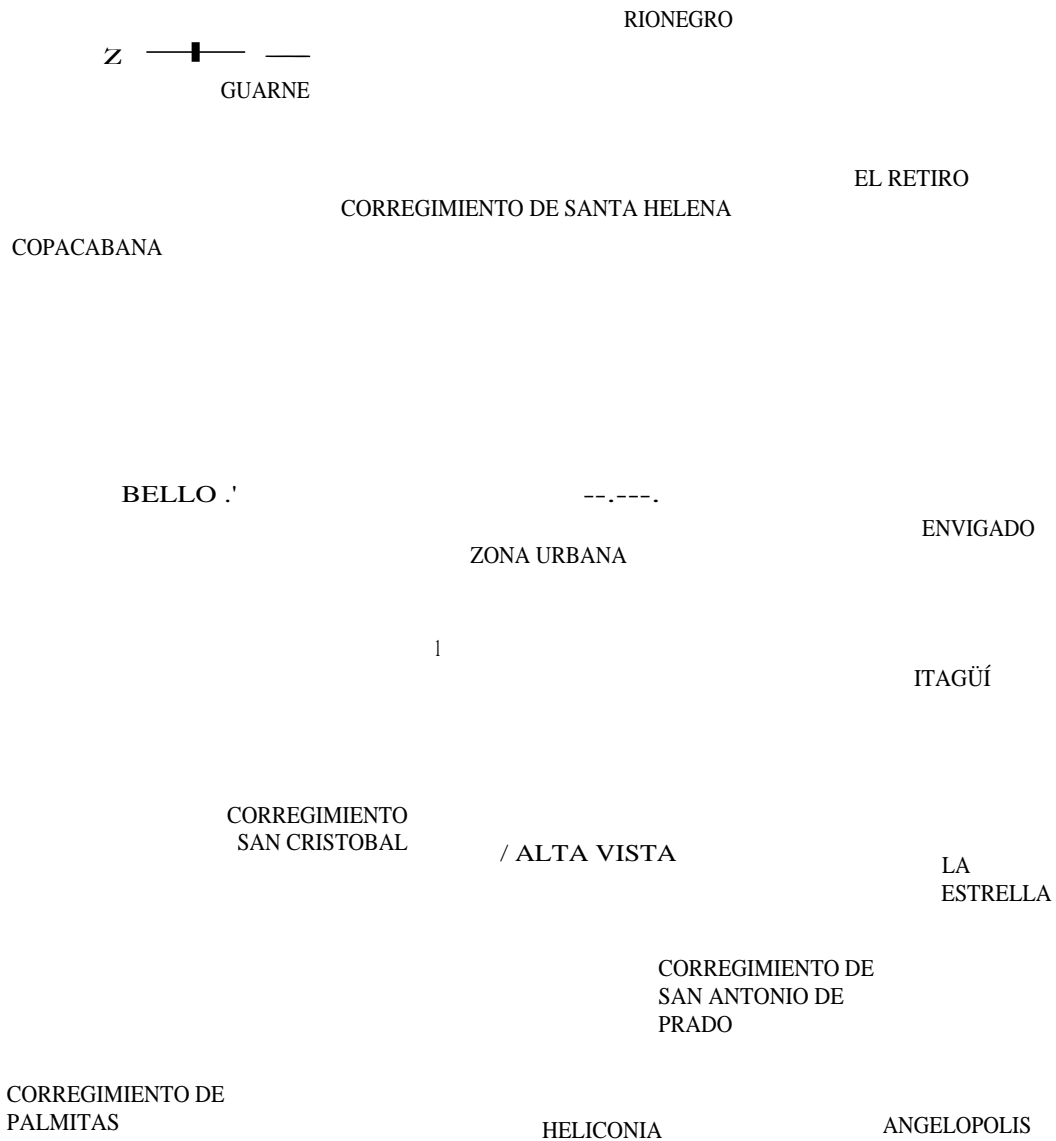 RIONEGRO
Z
GUARNE
EL RETIRO
CORREGIMIENTO DE SANTA HELENA
COPACABANA
BELLO .' --.---.
ENVIGADO
ZONA URBANA
1
ITAGÜÍ
CORREGIMIENTO
SAN CRISTOBAL
/ ALTA VISTA
LA
ESTRELLA
CORREGIMIENTO DE
SAN ANTONIO DE
PRADO
CORREGIMIENTO DE
PALMITAS
HELICONIA
ANGELOPOLIS